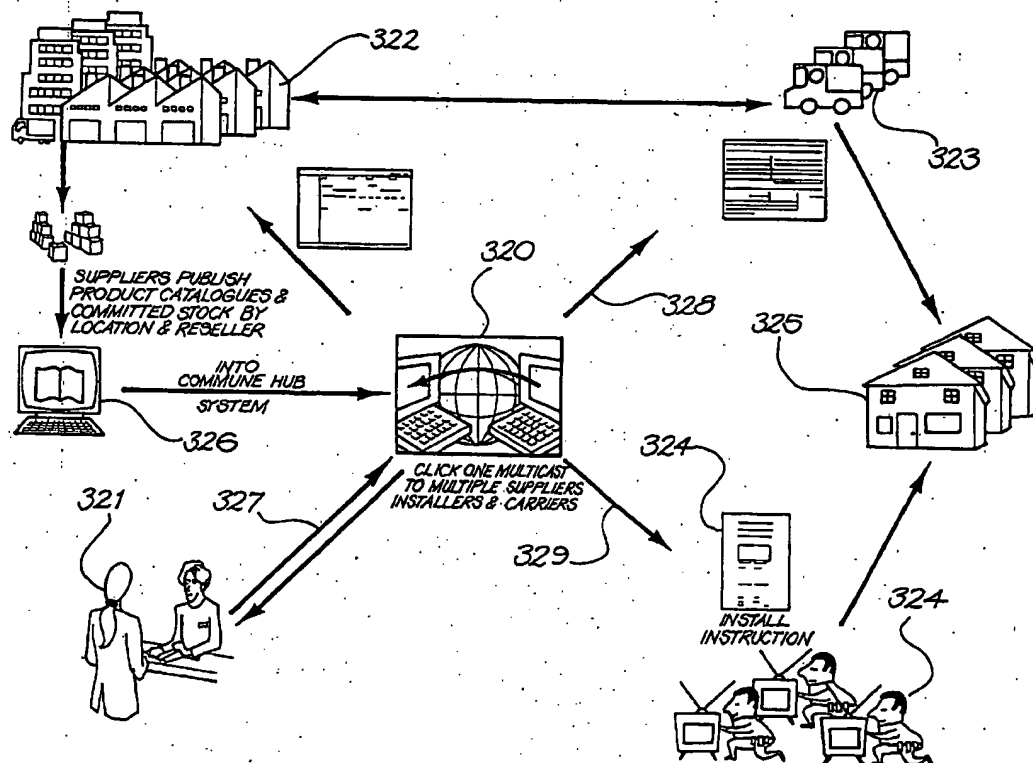 322
323
320
SUPPLIERS PUBLISH
PRODUCT CATALOGUES &
COMMITTED STOCK BY
LOCATION & RESELLER
328
325
INTO
COMMUNE HUB
SYSTEM
326
CLICK ONE MULTICAST
TO MULTIPLE SUPPLIERS
INSTALLERS & CARRIERS
324
321
327
329
INSTALL
INSTRUCTION
324